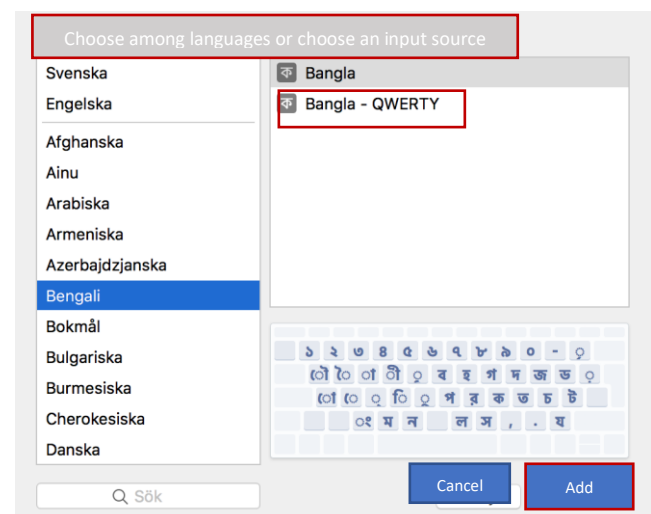 Choose among languages or choose an input source
Svenska
Engelska
Afghanska
Ainu
Arabiska
Armeniska
Azerbajdzjanska
Bengali
Bokmål
Bulgariska
Burmesiska
Cherokesiska
Danska
Sök
ক Bangla
ক Bangla - QWERTY
১ ২ ৩ ৪ ৫ ৬ ৭ ৮ ৯ ০ - ়
ৌ ৈ া ী ূ ব হ গ দ জ ড ়
ো ে ্ ি ু প র ক ত চ ট
ং ম ন ল স , . য
Cancel
Add